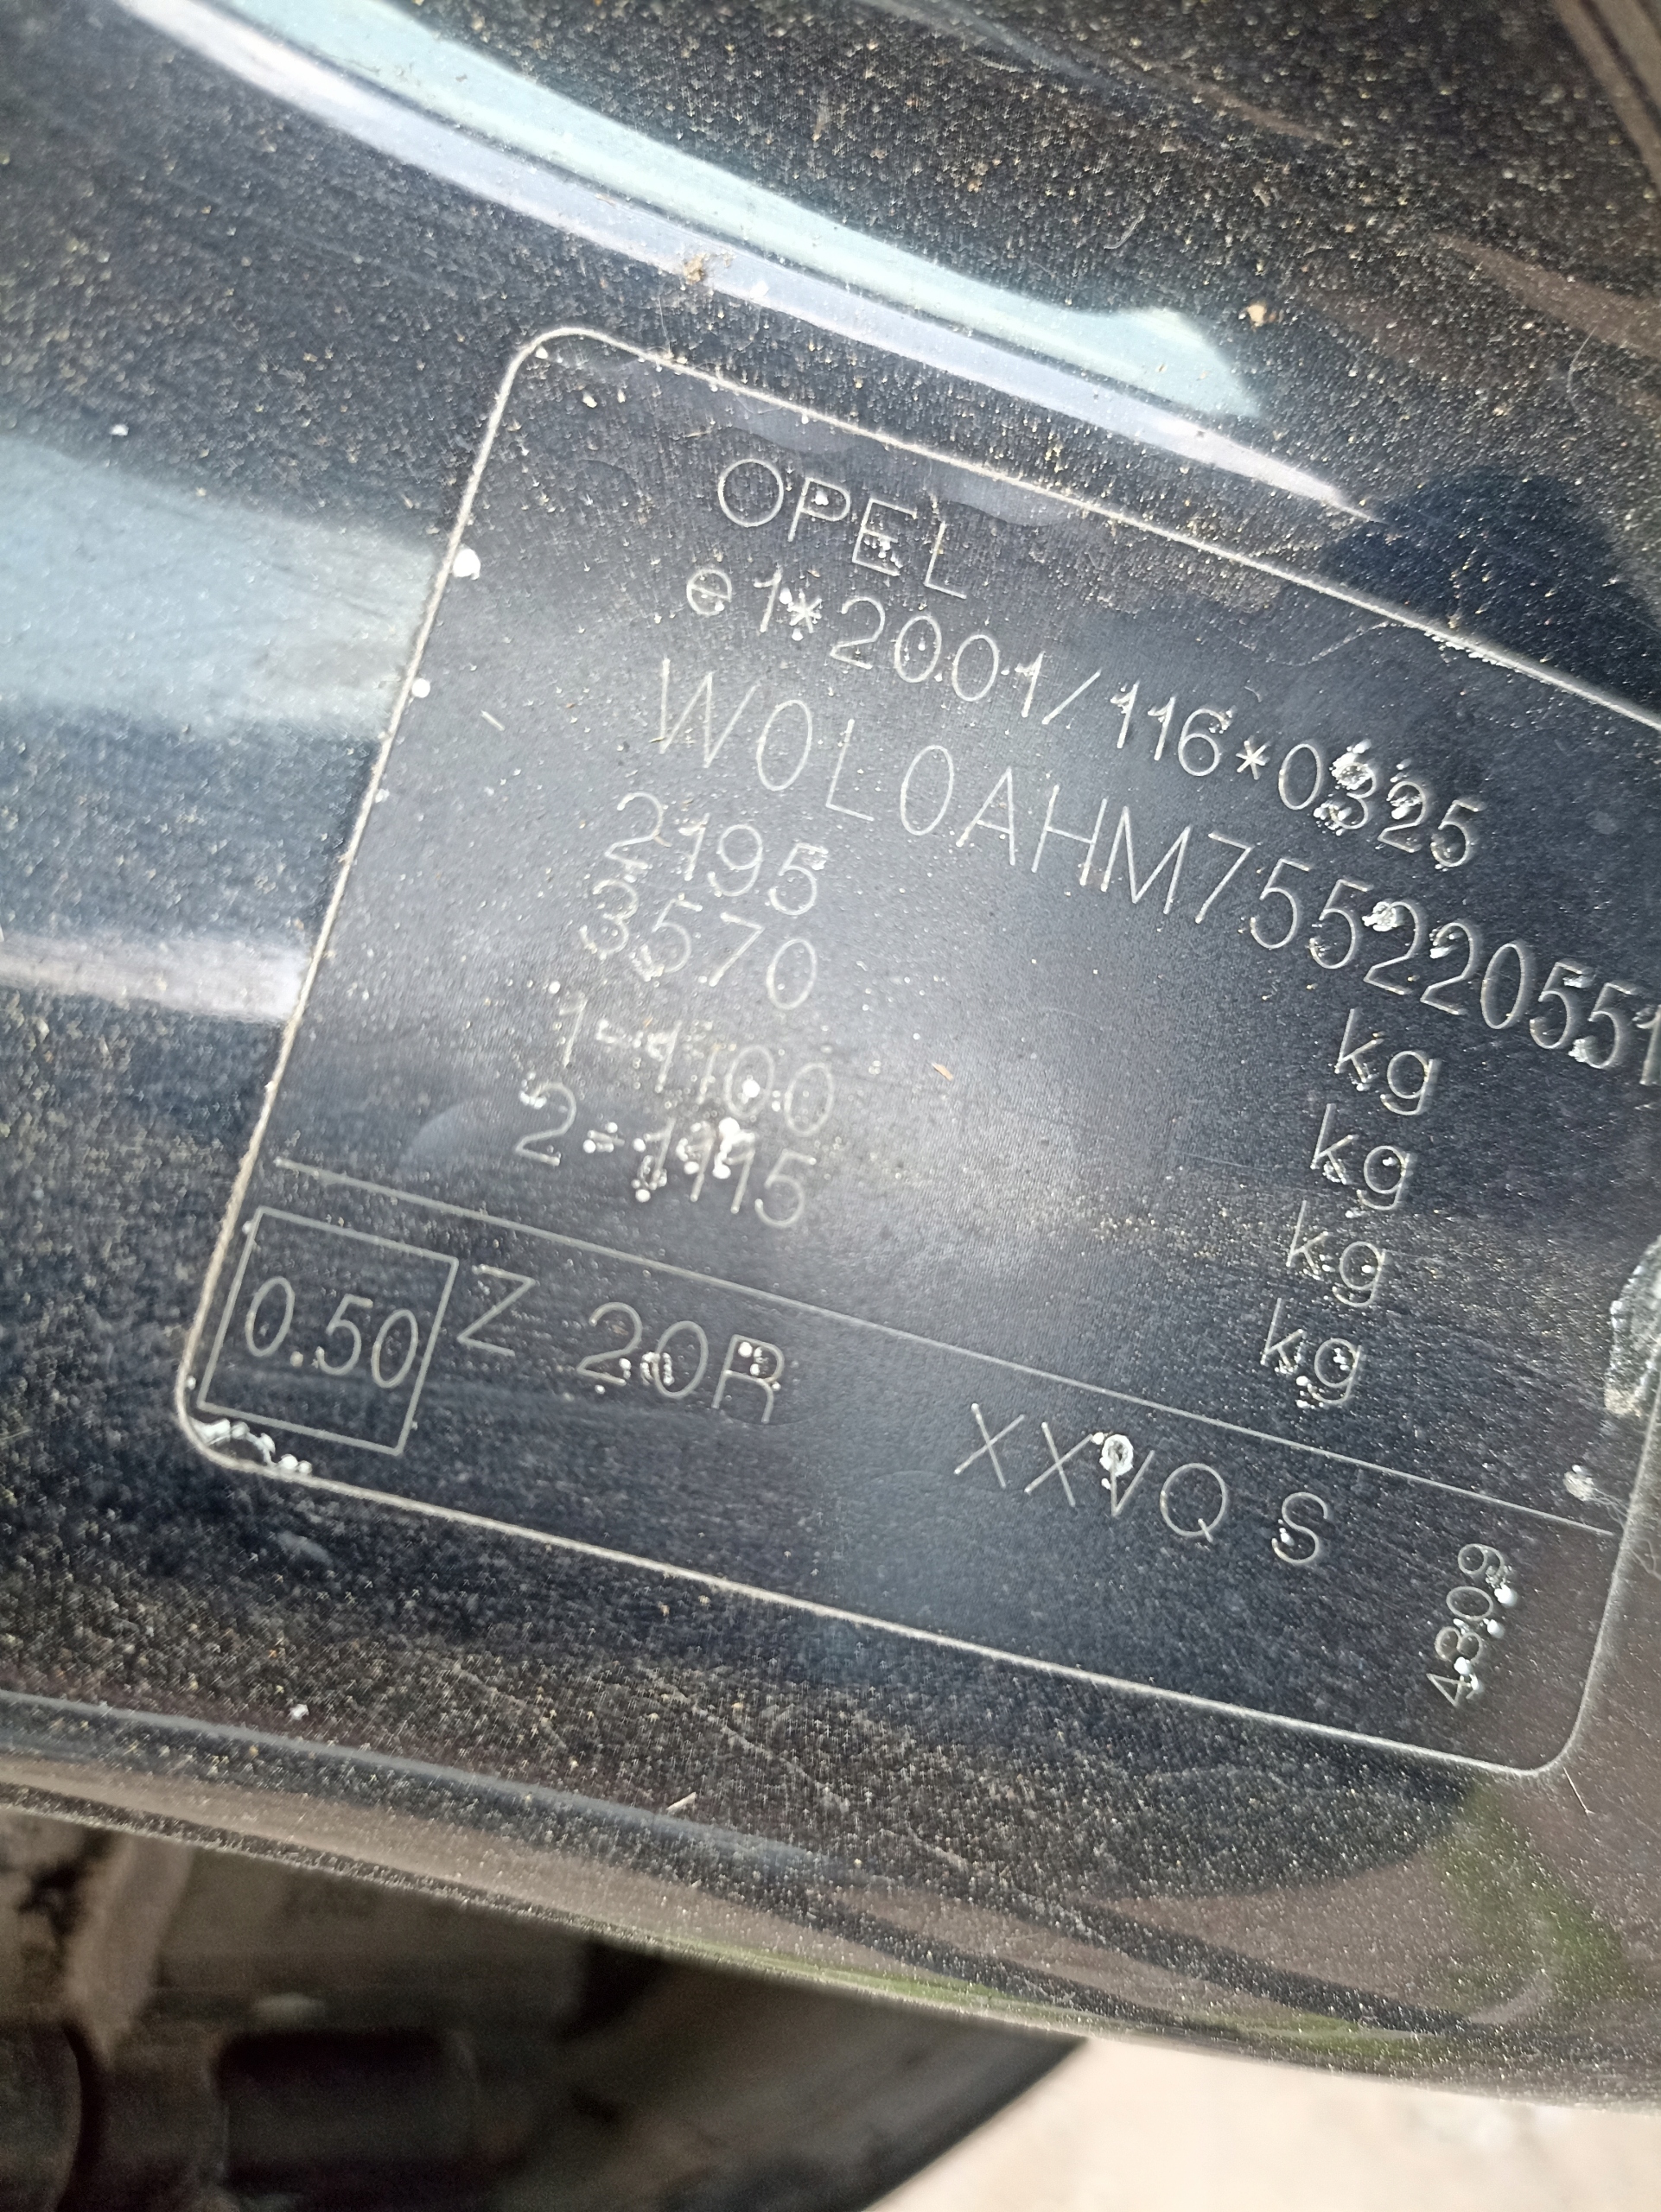 OPEL
e1*2001/116*0325
W0L0AHM755220551
2195 kg
3570 kg
1-1100 kg
2-1115 kg
0.50 Z 20R XXVQ S
4309